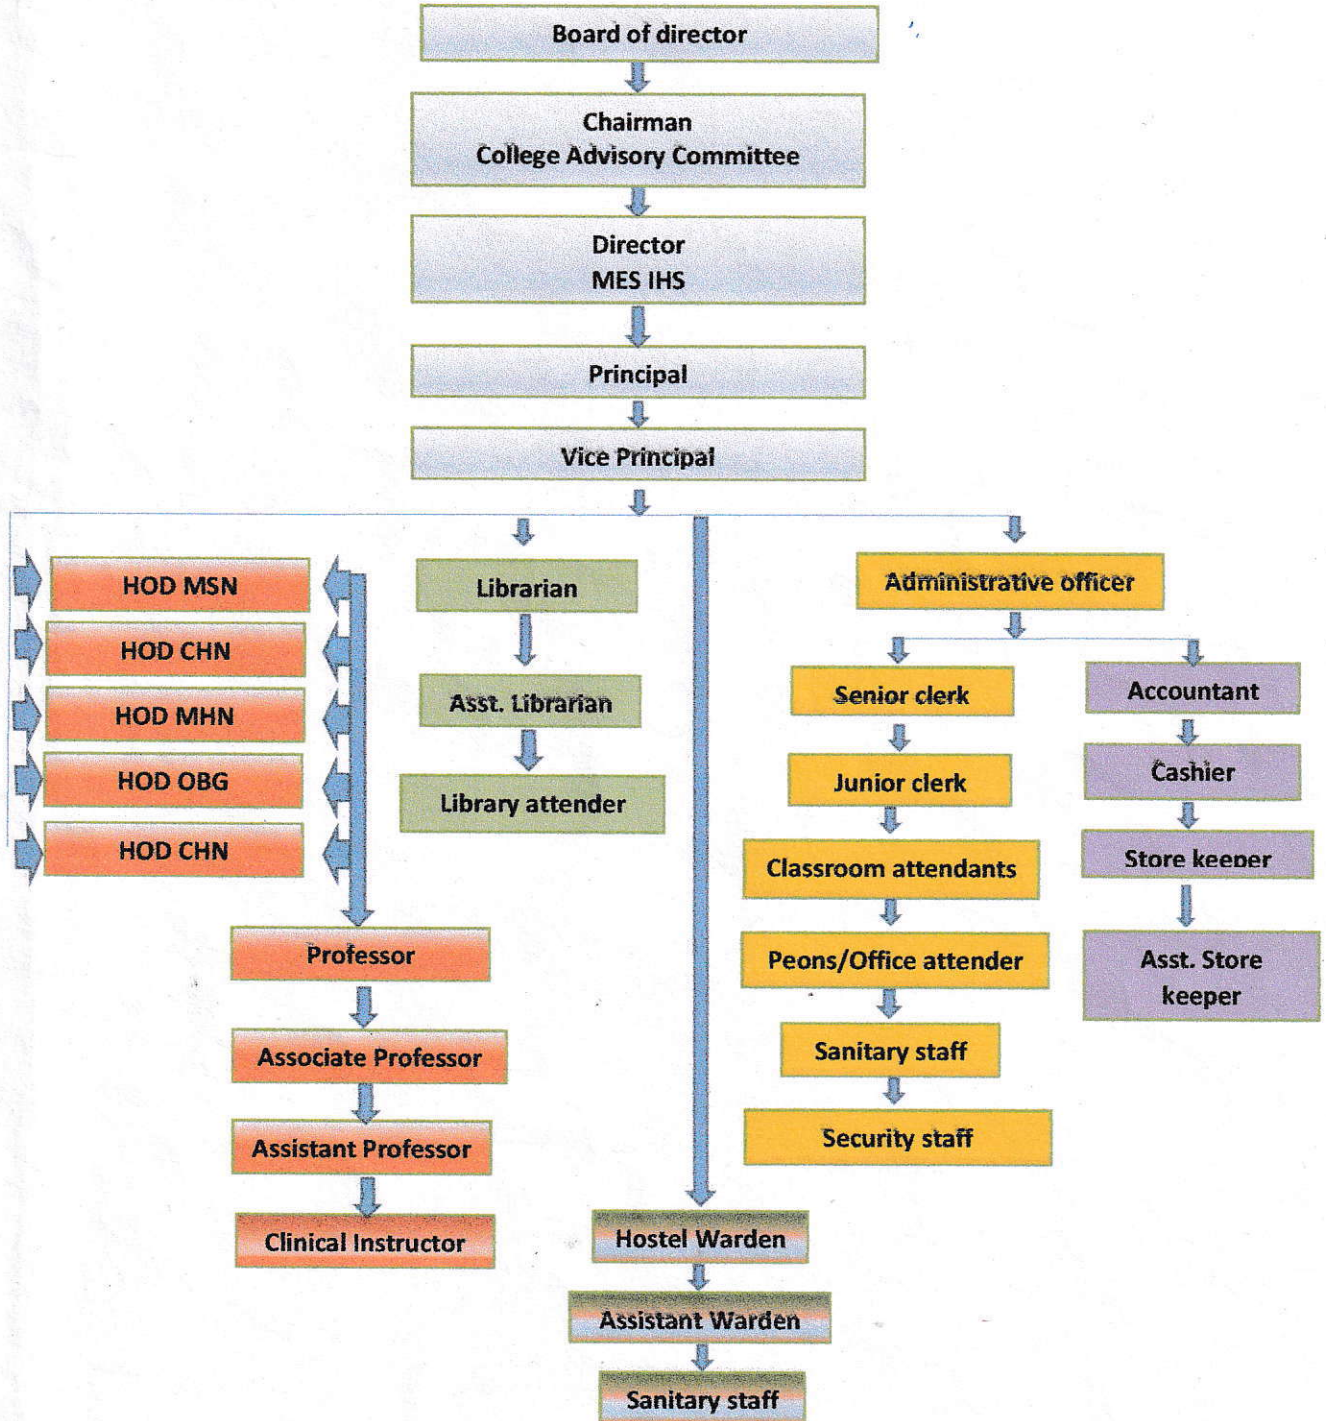 Board of director
Chairman
College Advisory Committee
Director
MES IHS
Principal
Vice Principal
HOD MSN
HOD CHN
HOD MHN
HOD OBG
HOD CHN
Professor
Associate Professor
Assistant Professor
Clinical Instructor
Librarian
Asst. Librarian
Library attender
Hostel Warden
Assistant Warden
Sanitary staff
Administrative officer
Senior clerk
Junior clerk
Classroom attendants
Peons/Office attender
Sanitary staff
Security staff
Accountant
Cashier
Store keeper
Asst. Store
keeper